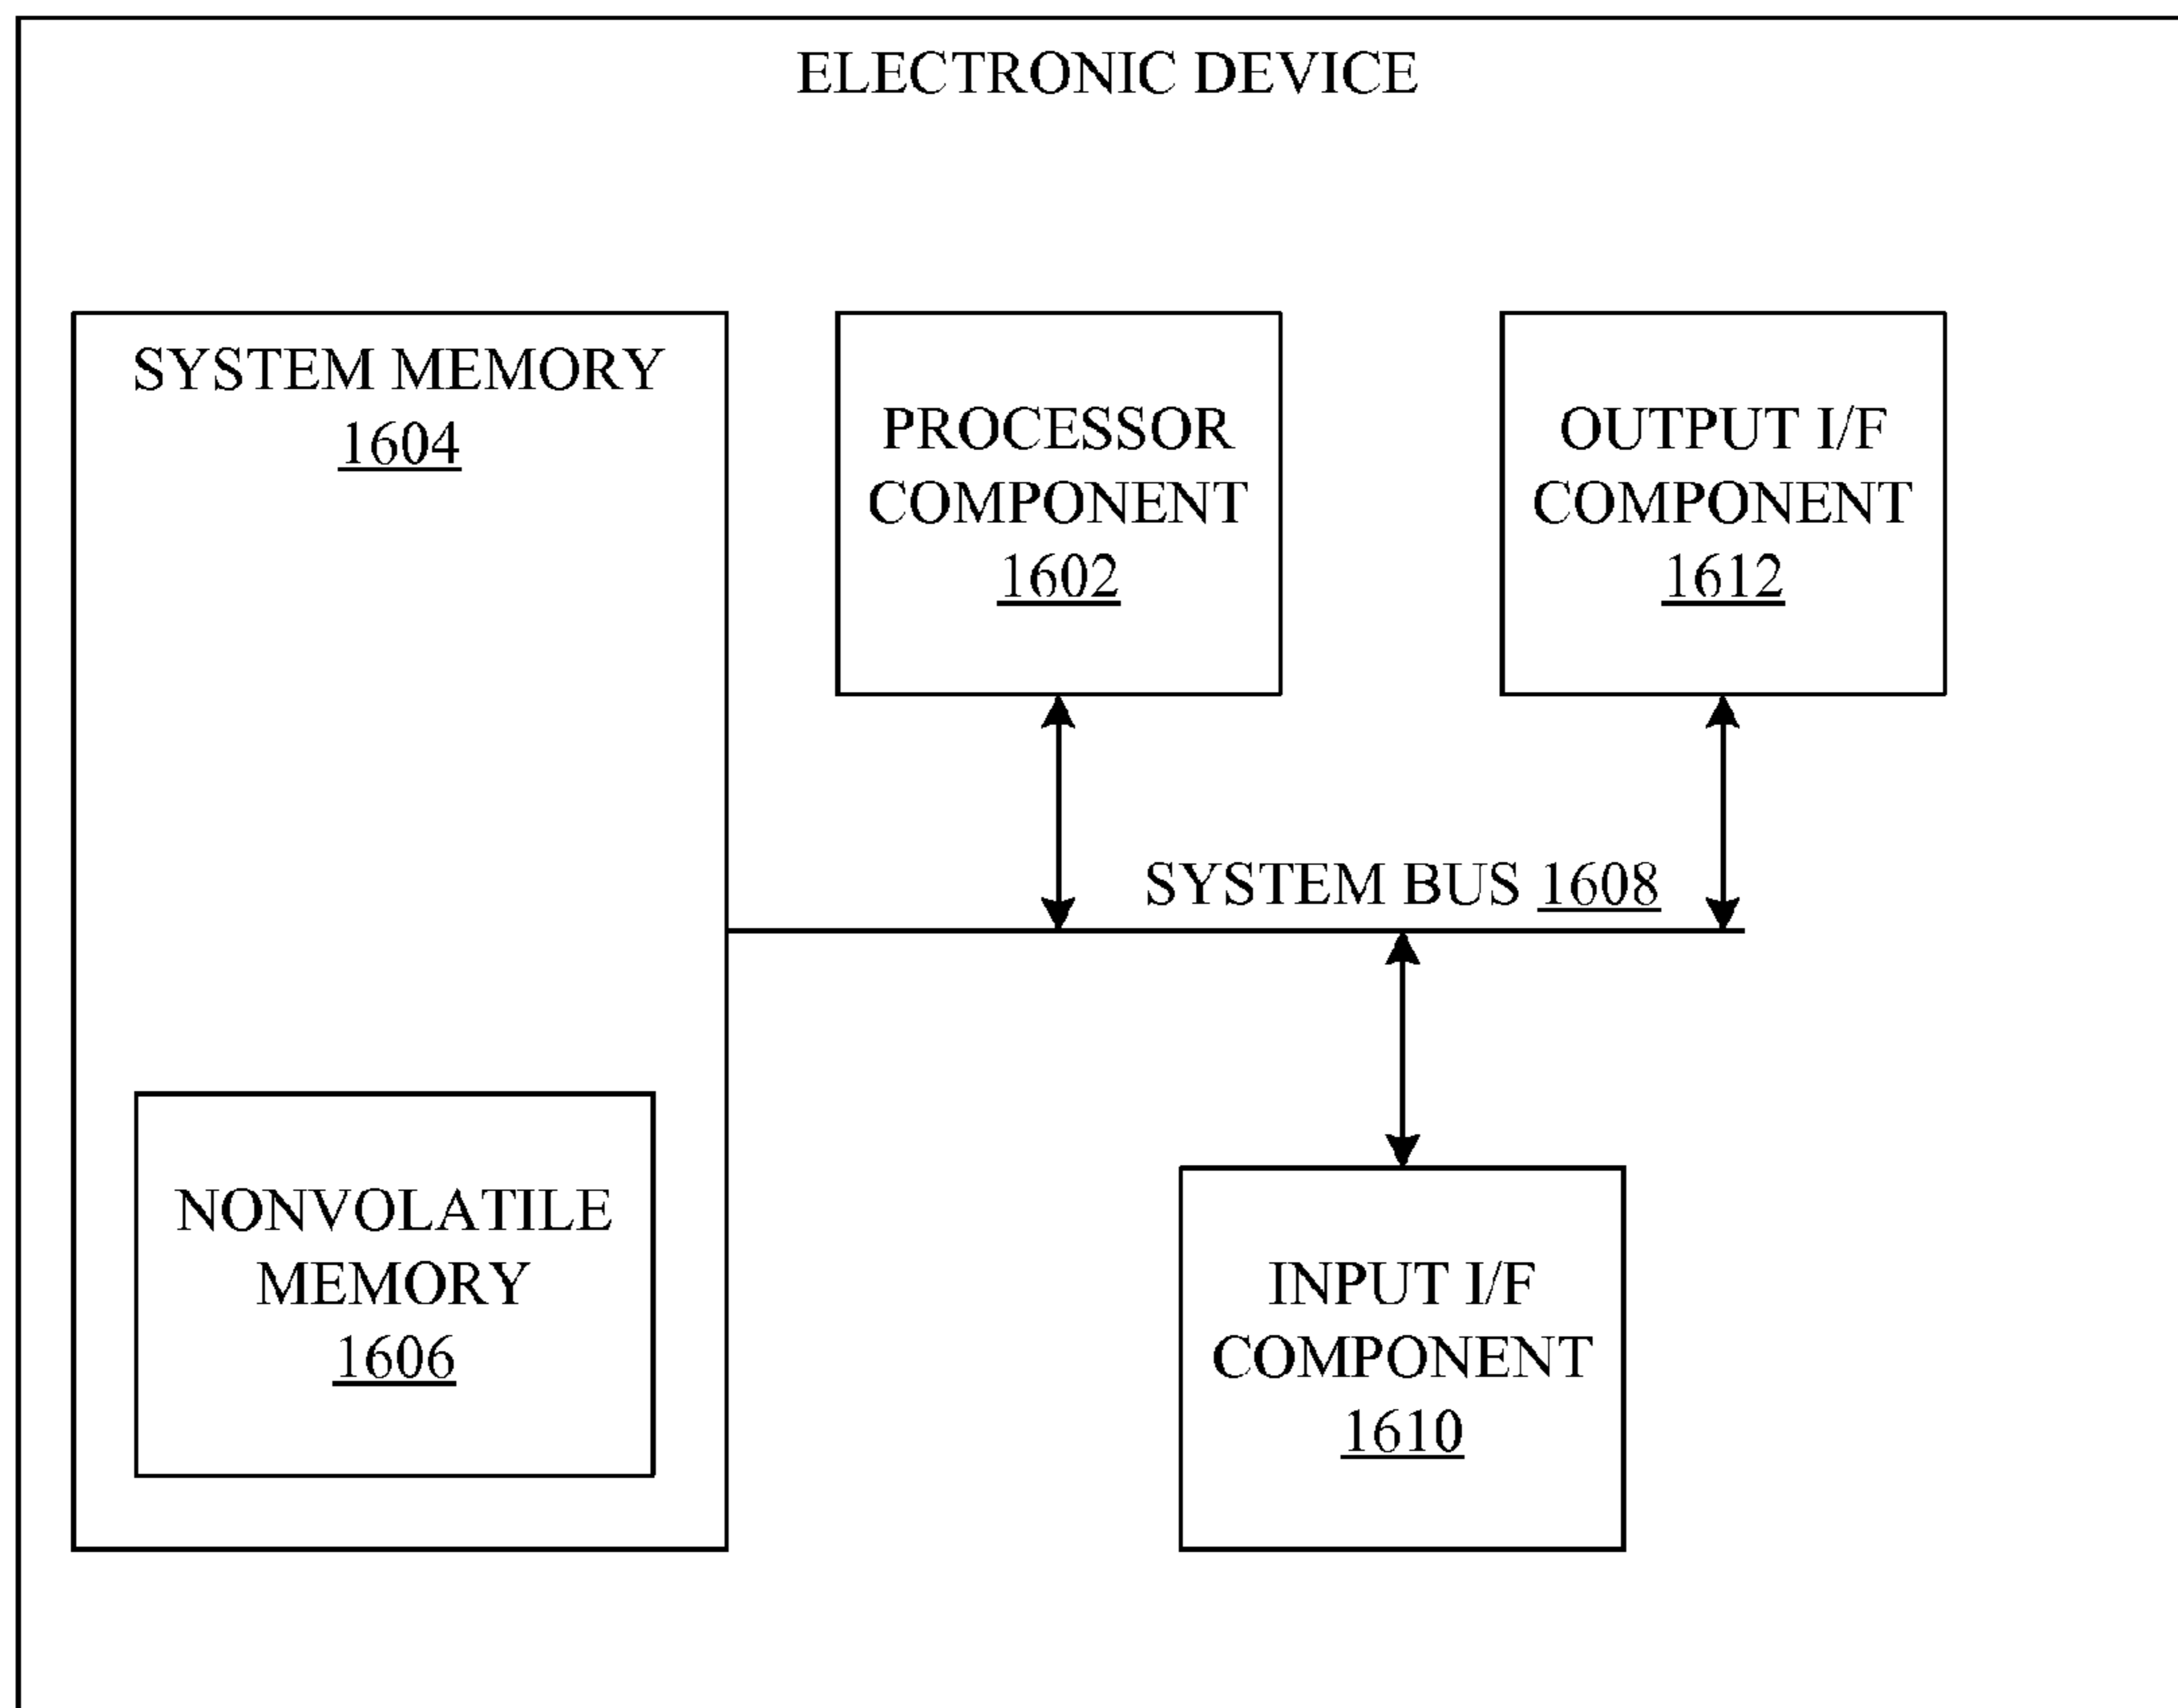 ELECTRONIC DEVICE
SYSTEM MEMORY
1604
PROCESSOR
COMPONENT
1602
OUTPUT I/F
COMPONENT
1612
SYSTEM BUS 1608
NONVOLATILE
MEMORY
1606
INPUT I/F
COMPONENT
1610